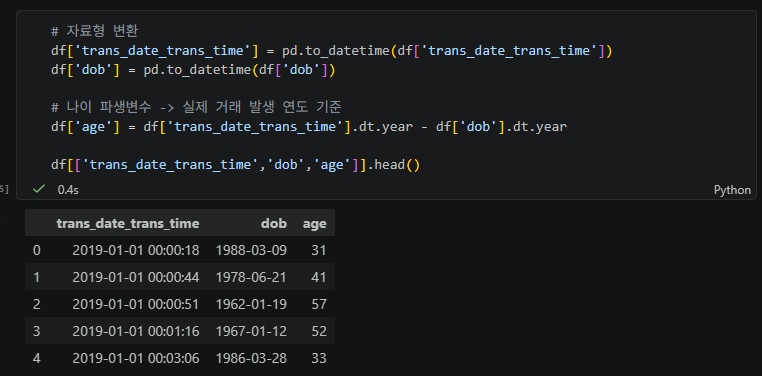 # 자료형 변환
df['trans_date_trans_time'] = pd.to_datetime(df['trans_date_trans_time'])
df['dob'] = pd.to_datetime(df['dob'])
# 나이 파생변수 -> 실제 거래 발생 연도 기준
df['age'] = df['trans_date_trans_time'].dt.year - df['dob'].dt.year
df[['trans_date_trans_time','dob','age']].head()
s] ✓ 0.4s Python
trans_date_trans_time dob age
0 2019-01-01 00:00:18 1988-03-09 31
1 2019-01-01 00:00:44 1978-06-21 41
2 2019-01-01 00:00:51 1962-01-19 57
3 2019-01-01 00:01:16 1967-01-12 52
4 2019-01-01 00:03:06 1986-03-28 33